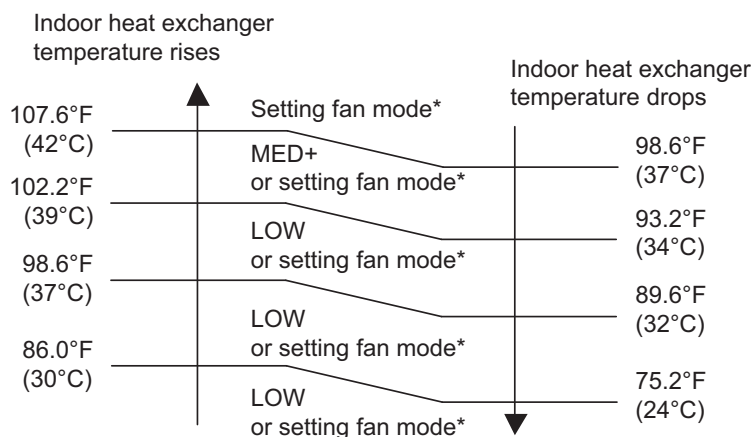 Indoor heat exchanger
temperature rises
Indoor heat exchanger
temperature drops
107.6°F
(42°C)
Setting fan mode*
98.6°F
(37°C)
MED+
or setting fan mode*
102.2°F
(39°C)
93.2°F
(34°C)
LOW
or setting fan mode*
98.6°F
(37°C)
89.6°F
(32°C)
LOW
or setting fan mode*
86.0°F
(30°C)
75.2°F
(24°C)
LOW
or setting fan mode*